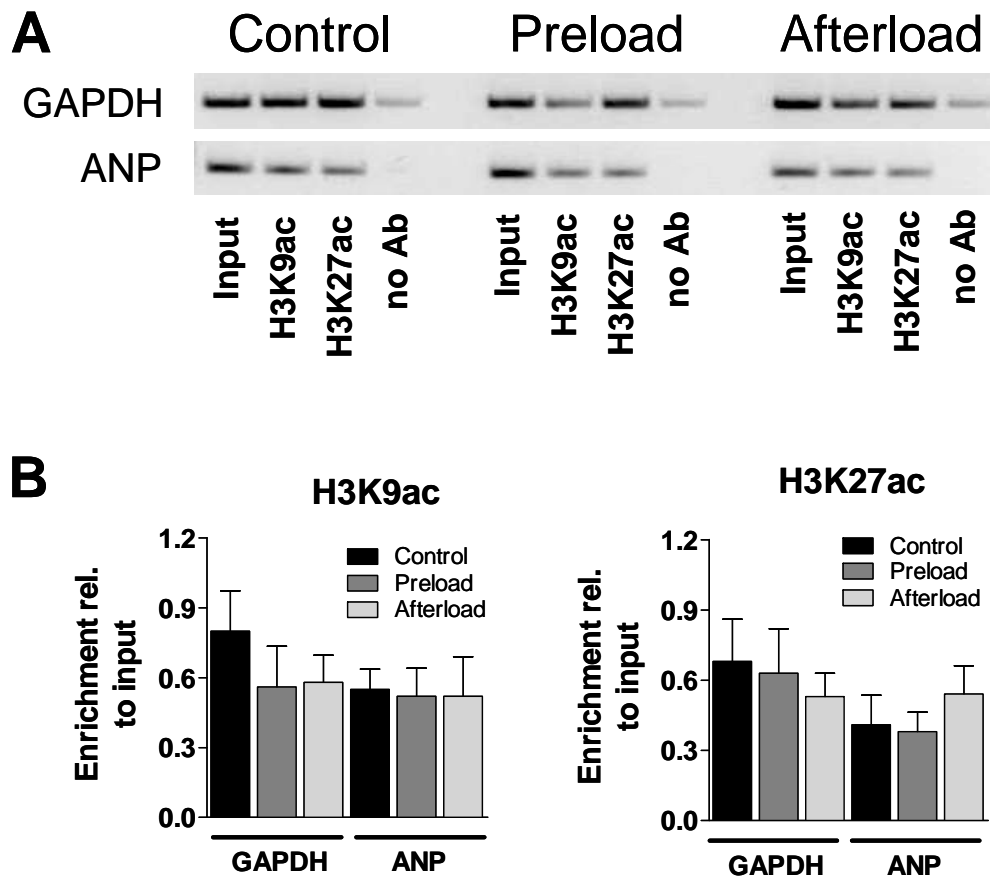 A
Control Preload Afterload
GAPDH
ANP
Input H3K9ac H3K27ac no Ab Input H3K9ac H3K27ac no Ab Input H3K9ac H3K27ac no Ab
B
H3K9ac
Enrichment rel.
to input
1.2
0.9
0.6
0.3
0.0
Control
Preload
Afterload
GAPDH ANP
H3K27ac
Enrichment rel.
to input
1.2
0.9
0.6
0.3
0.0
Control
Preload
Afterload
GAPDH ANP